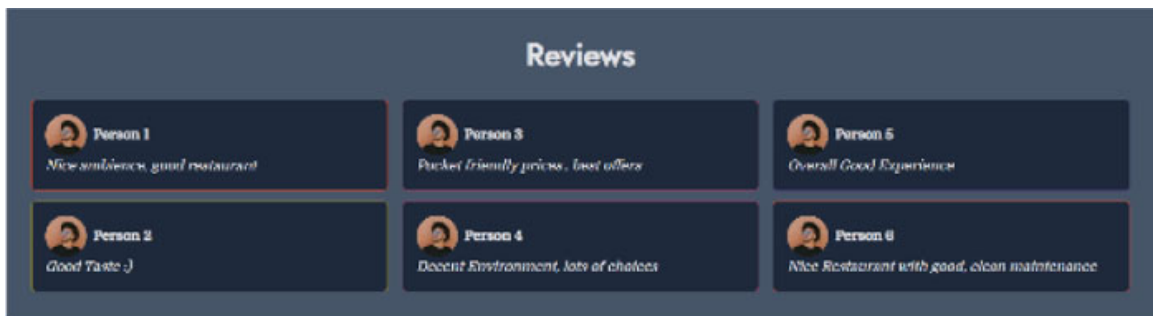 Reviews
Person 1
Nice ambience, good restaurant
Person 2
Good Taste :)
Person 3
Pocket friendly prices, best offers
Person 4
Decent Environment, lots of choices
Person 5
Overall Good Experience
Person 6
Nice Restaurant with good, clean maintenance